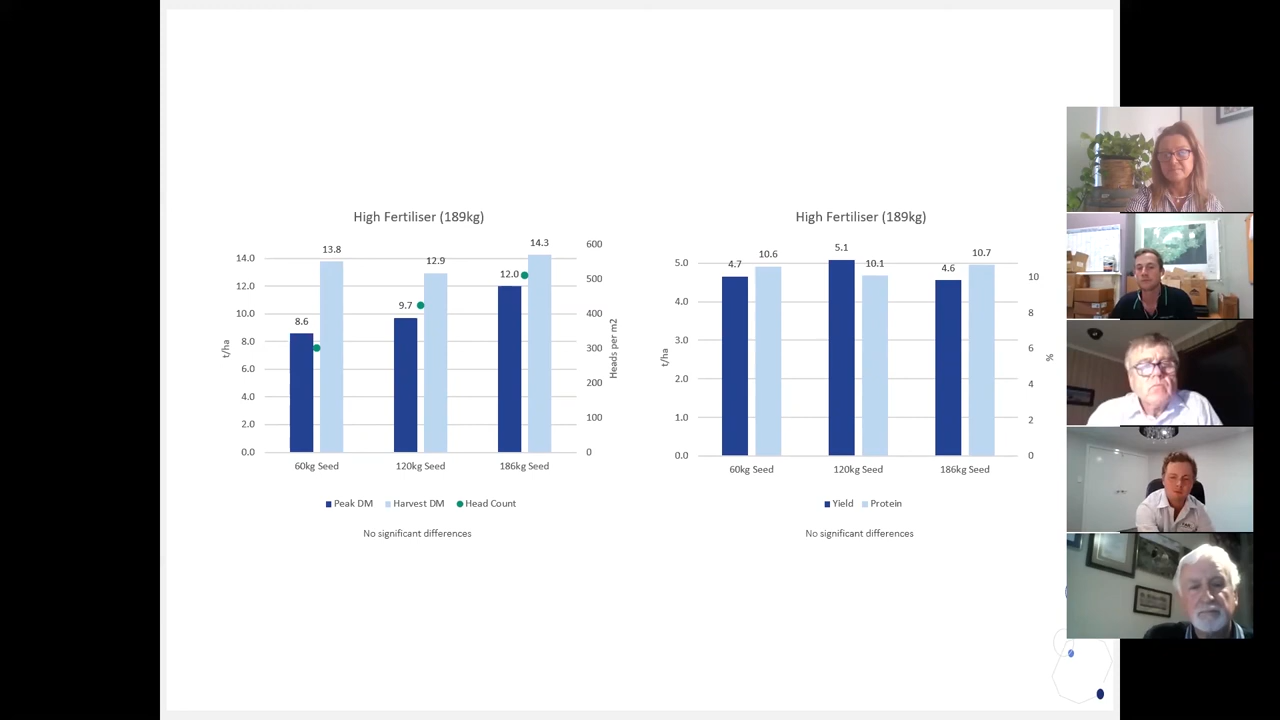 High Fertiliser (189kg)
14.0
12.0
10.0
8.0
6.0
4.0
2.0
0.0
t/ha
8.6
13.8
9.7
12.9
12.0
14.3
600
500
400
300
200
100
0
Heads per m2
60kg Seed
120kg Seed
186kg Seed
Peak DM
Harvest DM
Head Count
No significant differences
High Fertiliser (189kg)
5.0
4.0
3.0
2.0
1.0
0.0
t/ha
4.7
10.6
5.1
10.1
4.6
10.7
10
8
6
4
2
0
%
60kg Seed
120kg Seed
186kg Seed
Yield
Protein
No significant differences